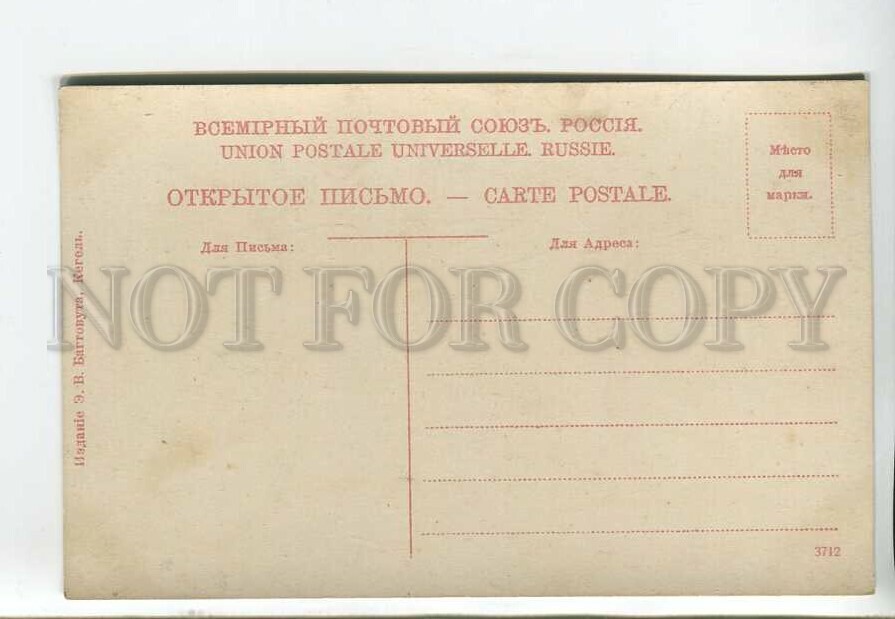 ВСЕМІРНЫЙ ПОЧТОВЫЙ СОЮЗЪ. РОССІЯ.
UNION POSTALE UNIVERSELLE. RUSSIE.
ОТКРЫТОЕ ПИСЬМО. — CARTE POSTALE.
Мѣсто
для
марки.
Для Письма:
Для Адреса:
Изданіе Э. В. Багговута, Кегель.
NOT FOR COPY
3712